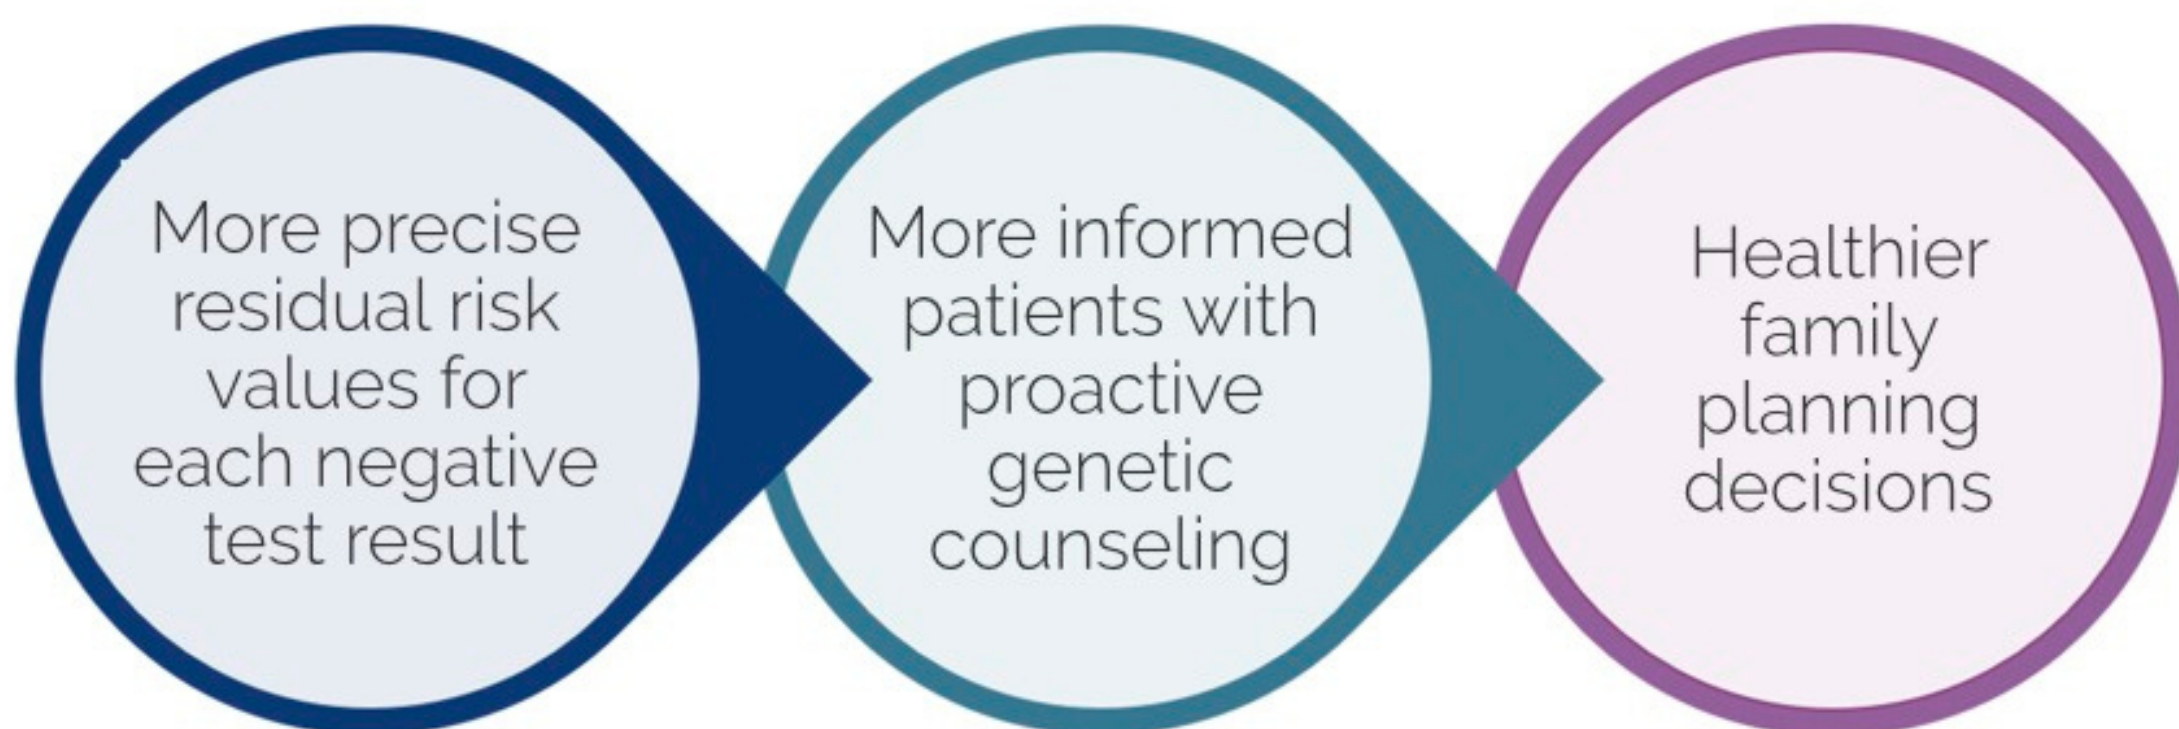 More precise
residual risk
values for
each negative
test result
More informed
patients with
proactive
genetic
counseling
Healthier
family
planning
decisions